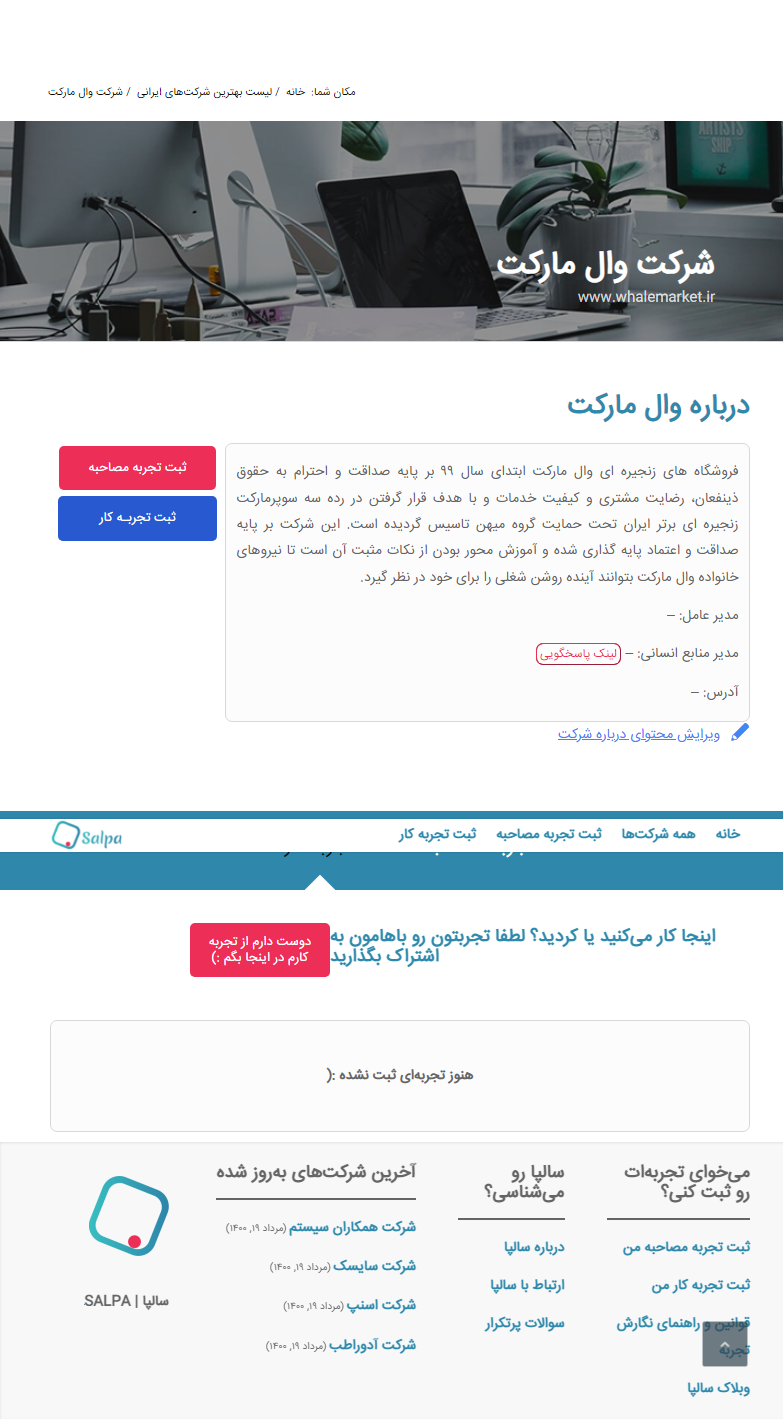 مکان شما: خانه / لیست بهترین شرکت‌های ایرانی / شرکت وال مارکت
ARTISTS
SHIP
شرکت وال مارکت
www.whalemarket.ir
درباره وال مارکت
فروشگاه های زنجیره ای وال مارکت ابتدای سال ۹۹ بر پایه صداقت و احترام به حقوق
ذینفعان، رضایت مشتری و کیفیت خدمات و با هدف قرار گرفتن در رده سه سوپرمارکت
زنجیره ای برتر ایران تحت حمایت گروه میهن تاسیس گردیده است. این شرکت بر پایه
صداقت و اعتماد پایه گذاری شده و آموزش محور بودن از نکات مثبت آن است تا نیروهای
خانواده وال مارکت بتوانند آینده روشن شغلی را برای خود در نظر گیرد.
مدیر عامل: –
مدیر منابع انسانی: – لینک پاسخگویی
آدرس: –
ویرایش محتوای درباره شرکت
ثبت تجربه مصاحبه
ثبت تجربـه کار
خانه
همه شرکت‌ها
ثبت تجربه مصاحبه
ثبت تجربه کار
Salpa
اینجا کار می‌کنید یا کردید؟ لطفا تجربتون رو باهامون به
اشتراک بگذارید
دوست دارم از تجربه
کارم در اینجا بگم :)
هنوز تجربه‌ای ثبت نشده :(
می‌خوای تجربه‌ات
رو ثبت کنی؟
ثبت تجربه مصاحبه من
ثبت تجربه کار من
قوانین و راهنمای نگارش
تجربه
وبلاک سالپا
سالپا رو
می‌شناسی؟
درباره سالپا
ارتباط با سالپا
سوالات پرتکرار
آخرین شرکت‌های به‌روز شده
شرکت همکاران سیستم (مرداد ۱۹, ۱۴۰۰)
شرکت سایسک (مرداد ۱۹, ۱۴۰۰)
شرکت اسنپ (مرداد ۱۹, ۱۴۰۰)
شرکت آدوراطب (مرداد ۱۹, ۱۴۰۰)
سالپا | SALPA